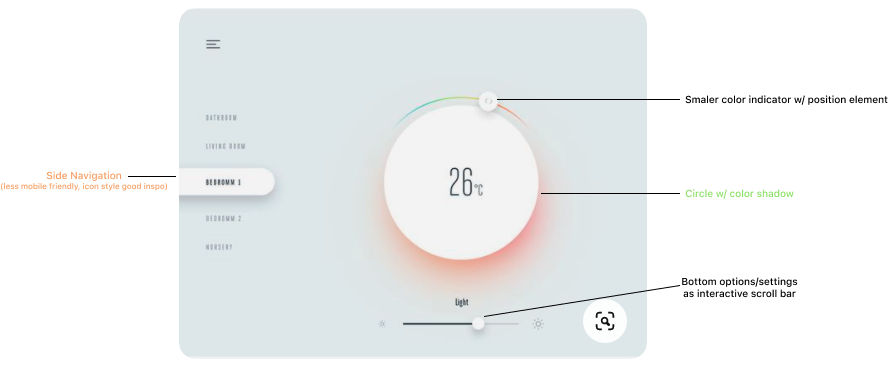 Smaler color indicator w/ position element
BATHROOM
LIVING ROOM
Side Navigation
(less mobile friendly, icon style good inspo)
BEDROMM 1
26°C
Circle w/ color shadow
BEDROMM 2
NURSERY
Bottom options/settings
as interactive scroll bar
Light